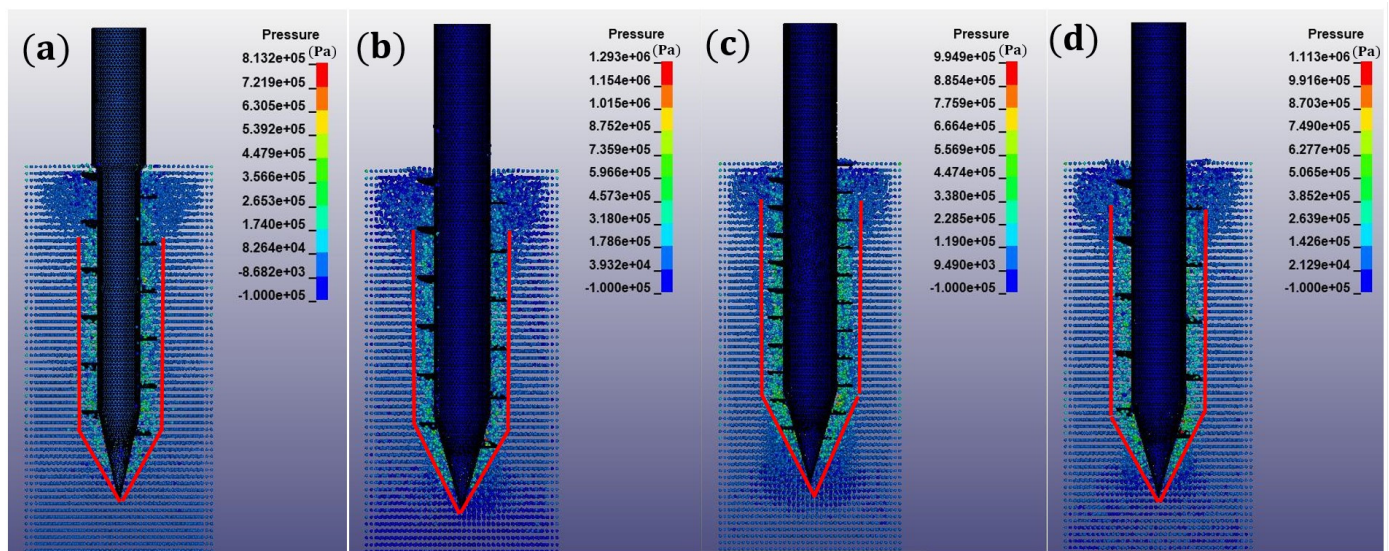 (a)
Pressure
(Pa)
8.132e+05
7.219e+05
6.305e+05
5.392e+05
4.479e+05
3.566e+05
2.653e+05
1.740e+05
8.264e+04
-8.682e+03
-1.000e+05
(b)
Pressure
(Pa)
1.293e+06
1.154e+06
1.015e+06
8.752e+05
7.359e+05
5.966e+05
4.573e+05
3.180e+05
1.786e+05
3.932e+04
-1.000e+05
(c)
Pressure
(Pa)
9.949e+05
8.854e+05
7.759e+05
6.664e+05
5.569e+05
4.474e+05
3.380e+05
2.285e+05
1.190e+05
9.490e+03
-1.000e+05
(d)
Pressure
(Pa)
1.113e+06
9.916e+05
8.703e+05
7.490e+05
6.277e+05
5.065e+05
3.852e+05
2.639e+05
1.426e+05
2.129e+04
-1.000e+05